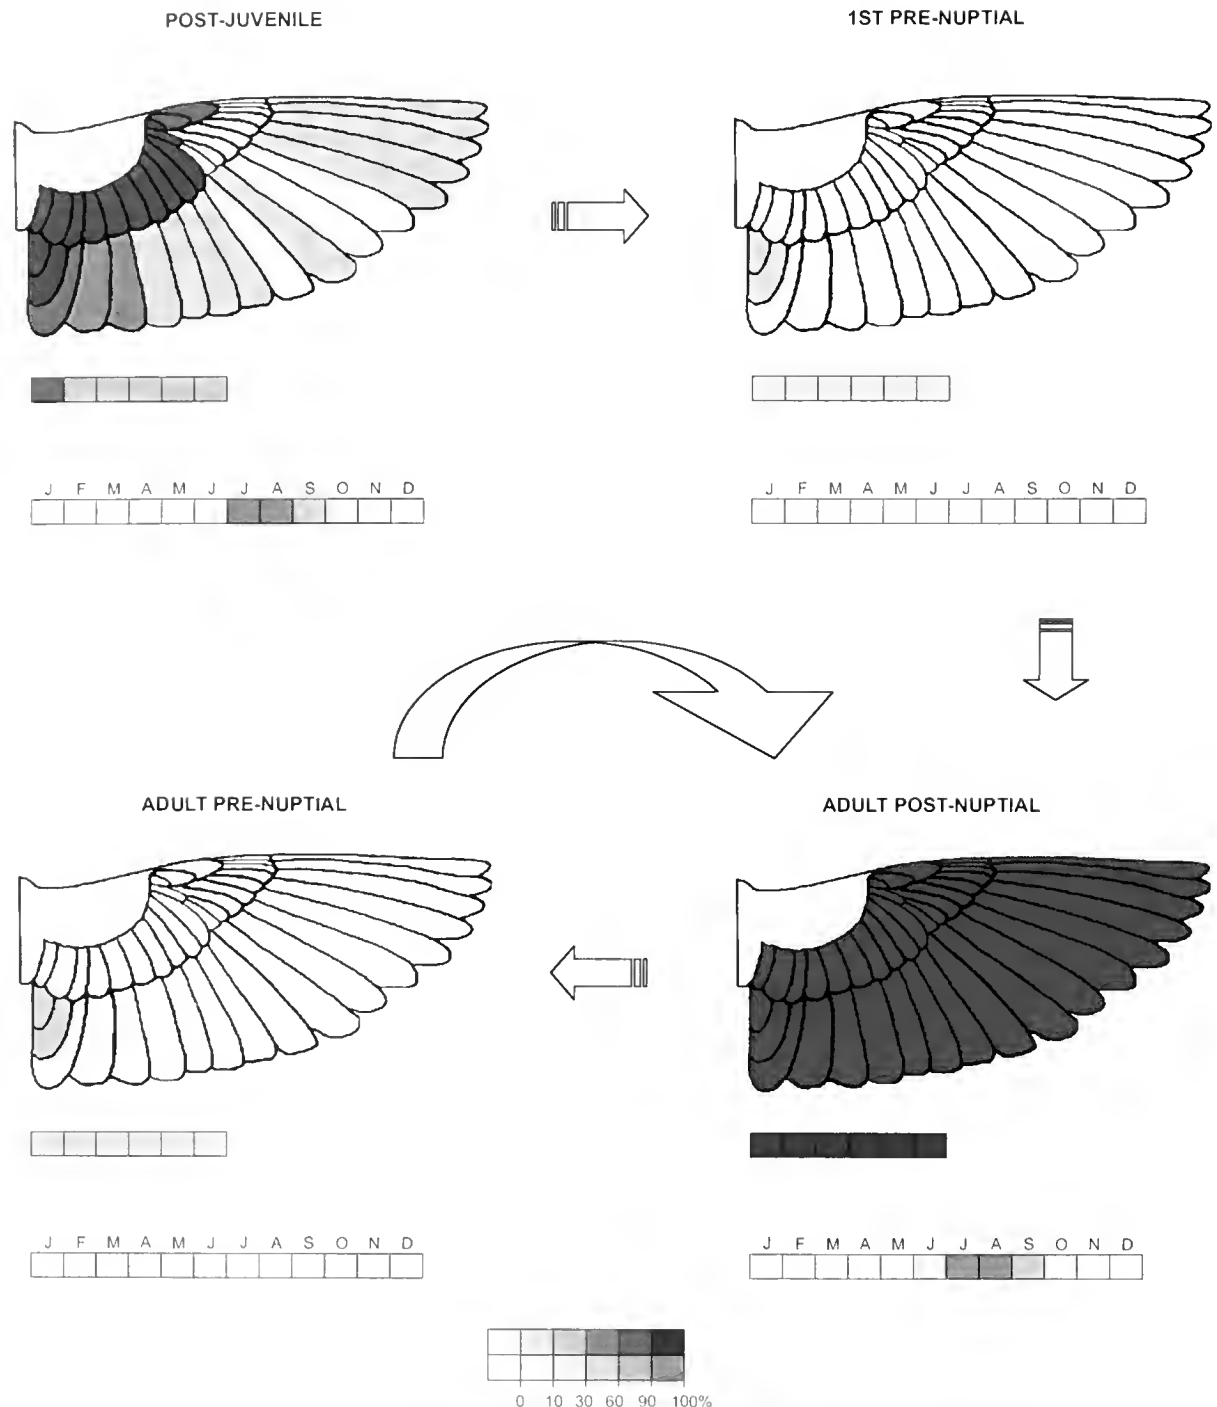 POST-JUVENILE
1ST PRE-NUPTIAL
J F M A M J J A S O N D
J F M A M J J A S O N D
ADULT PRE-NUPTIAL
ADULT POST-NUPTIAL
J F M A M J J A S O N D
J F M A M J J A S O N D
0 10 30 60 90 100%